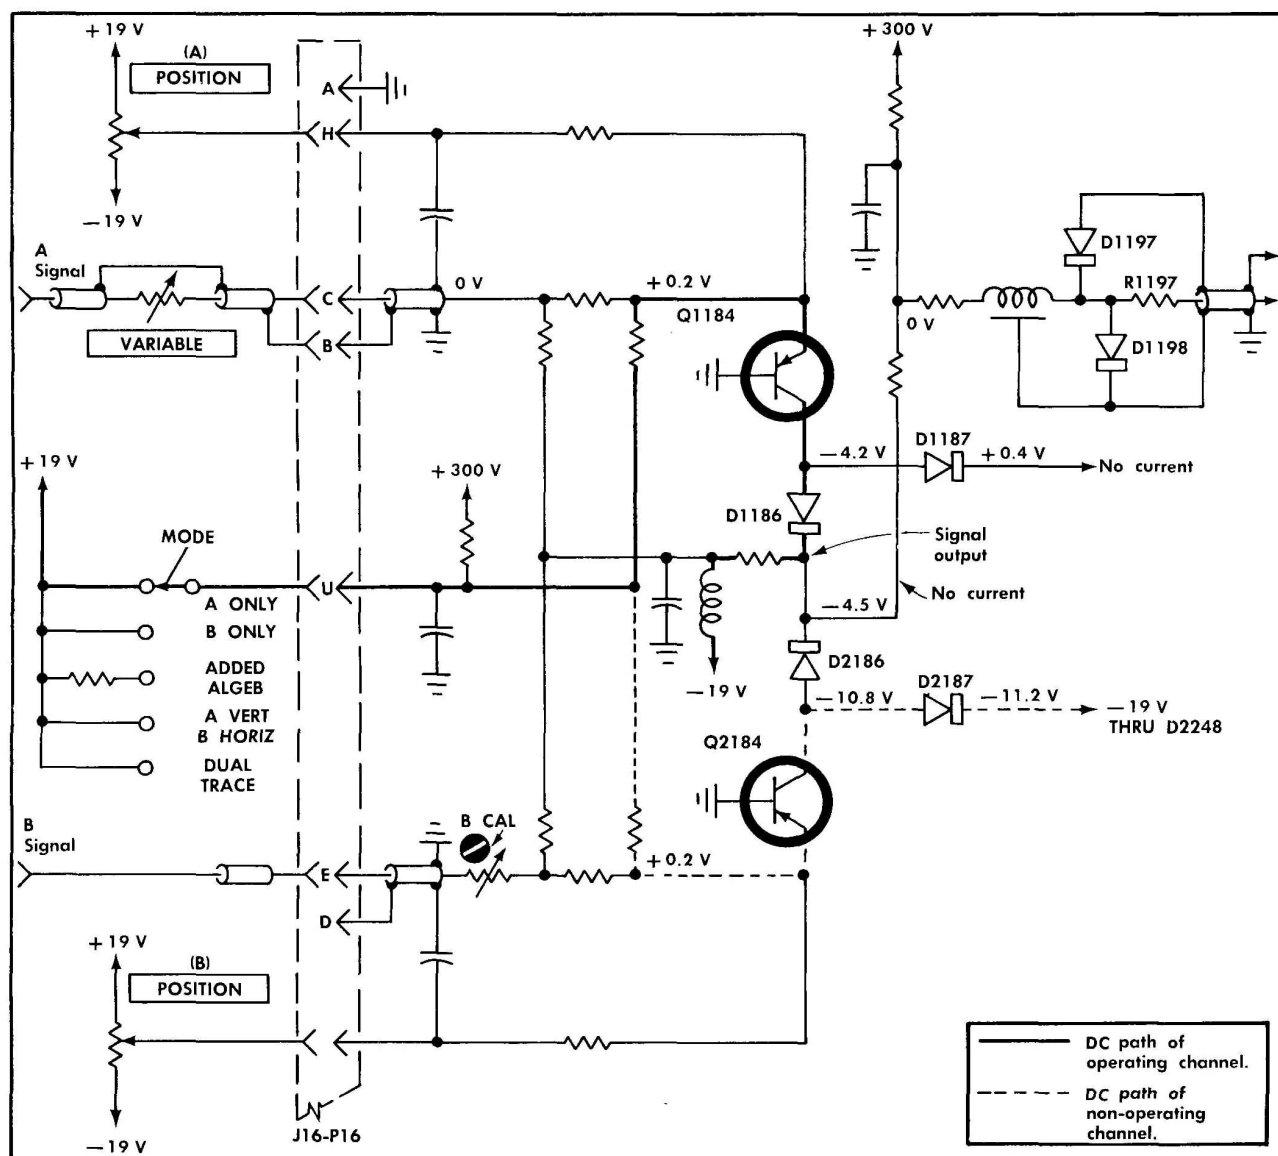 +19 V
(A)
POSITION
A
H
−19 V
A
Signal
VARIABLE
C
B
0 V
+0.2 V
Q1184
+300 V
D1197
R1197
D1198
0 V
+19 V
MODE
A ONLY
B ONLY
ADDED
ALGEB
A VERT
B HORIZ
DUAL
TRACE
U
+300 V
−4.2 V
D1187
+0.4 V
No current
D1186
Signal
output
No current
−4.5 V
−19 V
D2186
−10.8 V
D2187
−11.2 V
−19 V
THRU D2248
Q2184
B
Signal
B CAL
E
D
+0.2 V
+19 V
(B)
POSITION
−19 V
J16-P16
DC path of
operating channel.
DC path of
non-operating
channel.